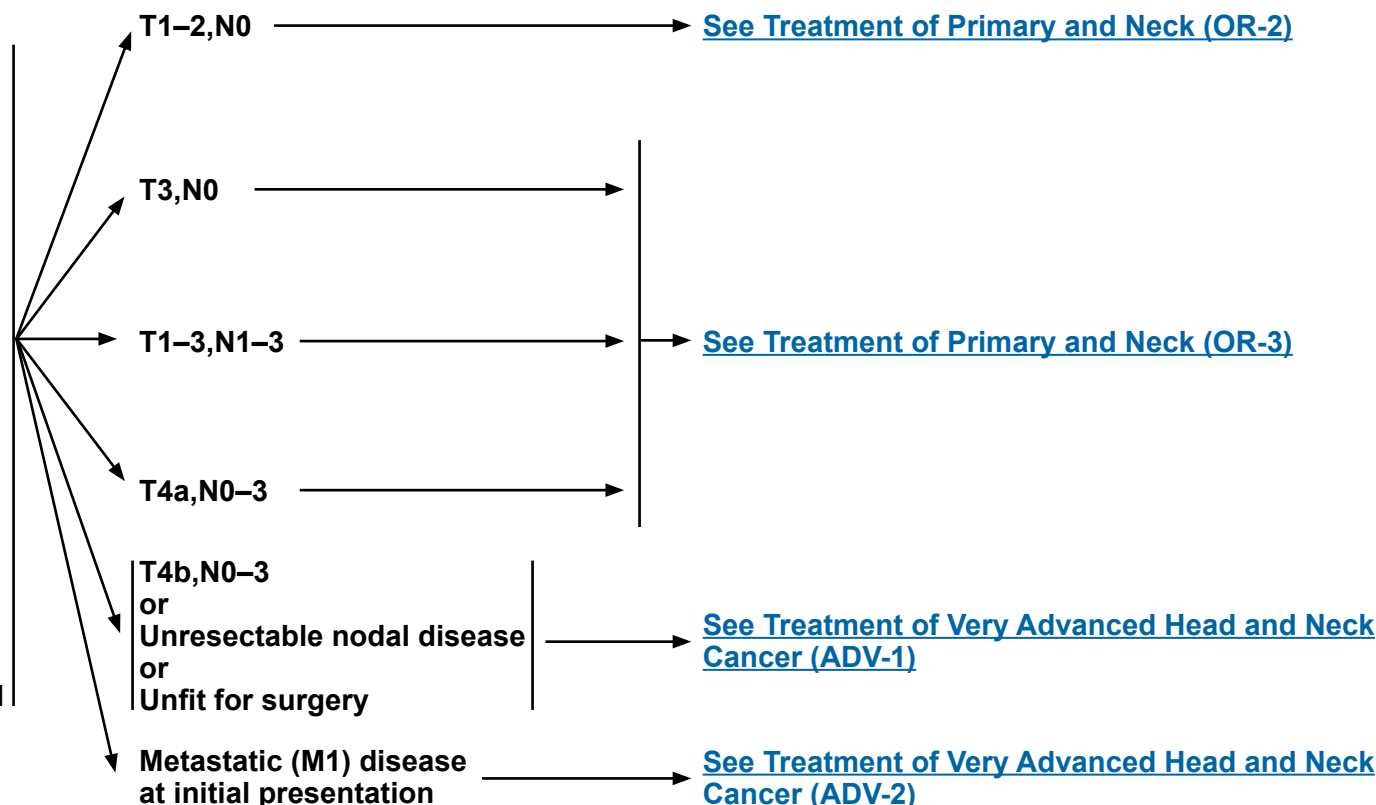 T1–2,N0
See Treatment of Primary and Neck (OR-2)
T3,N0
T1–3,N1–3
See Treatment of Primary and Neck (OR-3)
T4a,N0–3
T4b,N0–3
or
Unresectable nodal disease
or
Unfit for surgery
See Treatment of Very Advanced Head and Neck
Cancer (ADV-1)
Metastatic (M1) disease
at initial presentation
See Treatment of Very Advanced Head and Neck
Cancer (ADV-2)